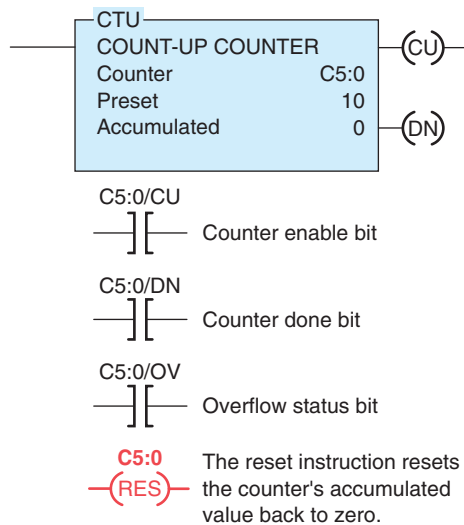 CTU
COUNT-UP COUNTER
Counter C5:0
Preset 10
Accumulated 0
CU
DN
C5:0/CU
Counter enable bit
C5:0/DN
Counter done bit
C5:0/OV
Overflow status bit
C5:0
RES
The reset instruction resets
the counter's accumulated
value back to zero.